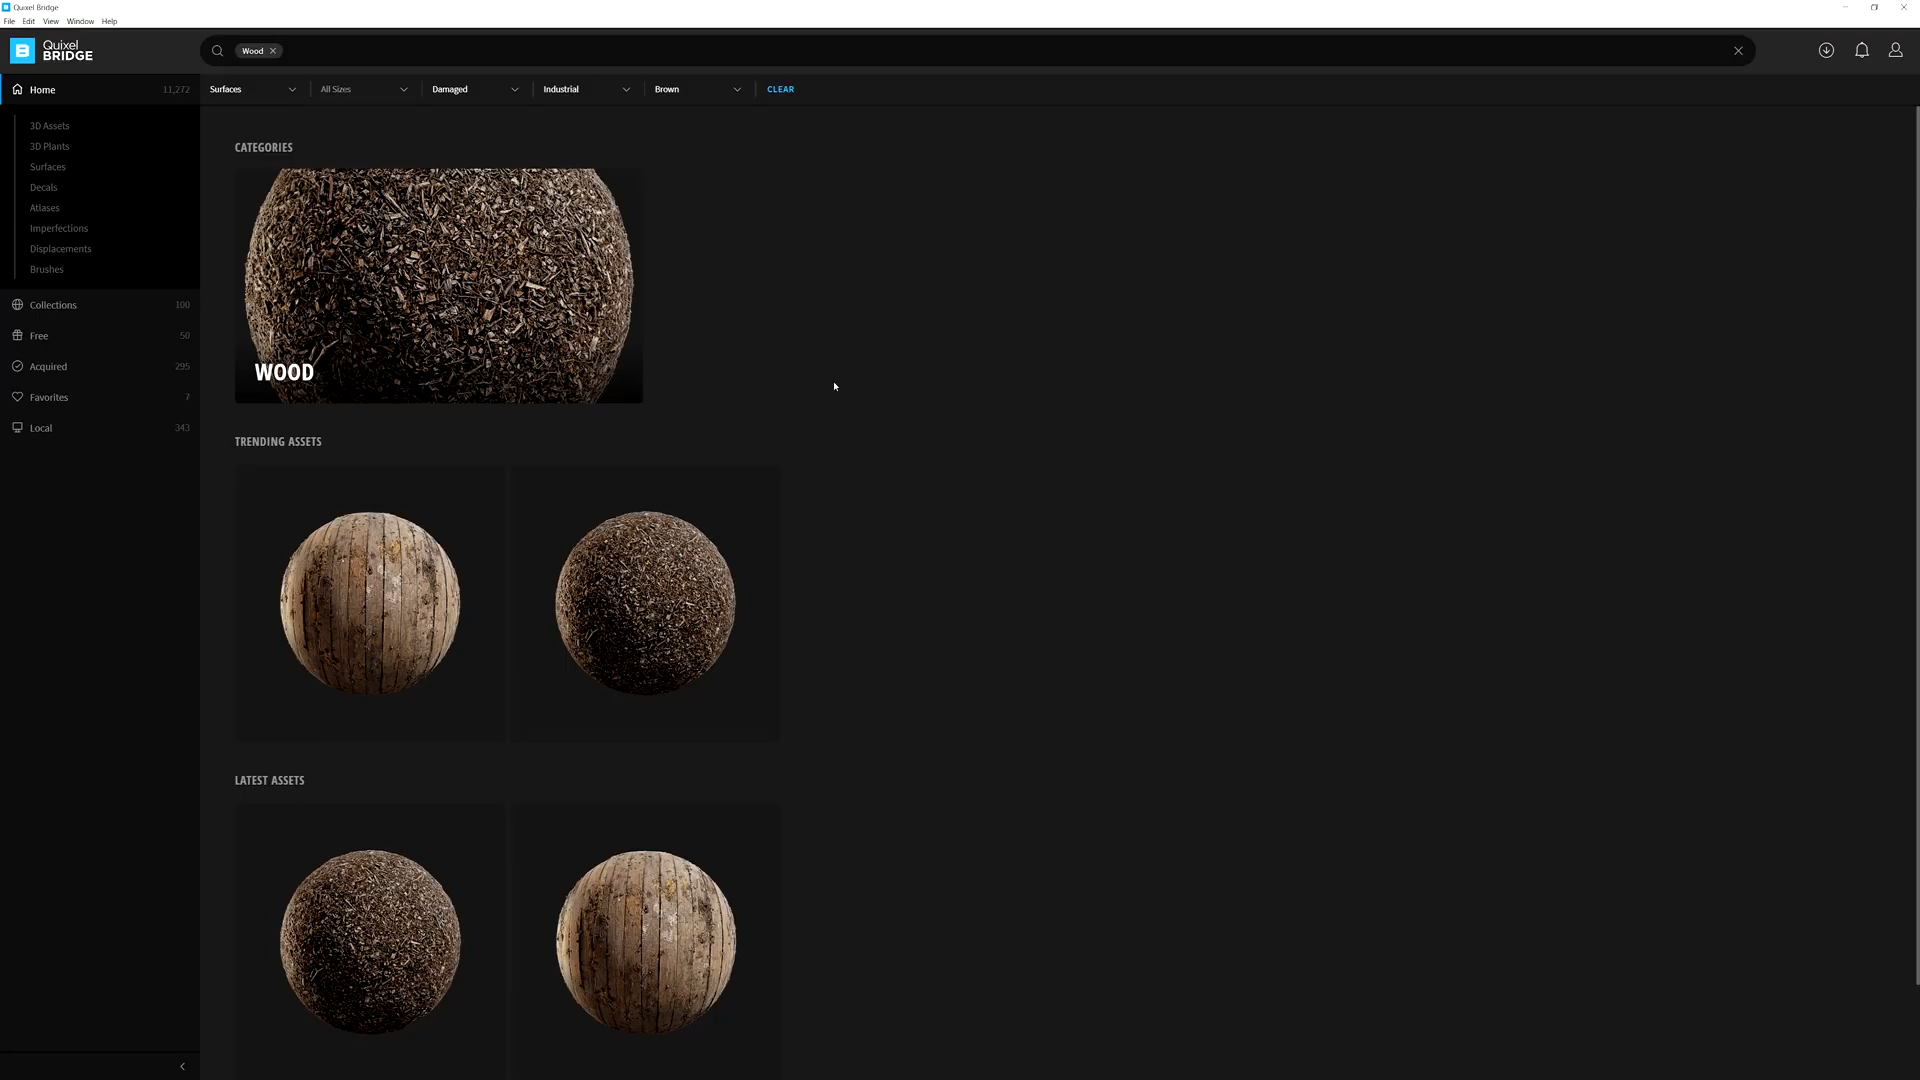 Quixel Bridge
File Edit View Window Help
Quixel
BRIDGE
Wood
Home 11,272
Surfaces All Sizes Damaged Industrial Brown CLEAR
3D Assets
3D Plants
Surfaces
Decals
Atlases
Imperfections
Displacements
Brushes
Collections 100
Free 50
Acquired 295
Favorites 7
Local 343
CATEGORIES
WOOD
TRENDING ASSETS
LATEST ASSETS